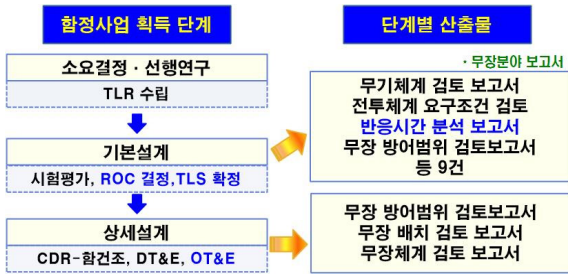 함정사업 획득 단계
소요결정·선행연구
TLR 수립
기본설계
시험평가, ROC 결정,TLS 확정
상세설계
CDR-함건조, DT&E, OT&E
단계별 산출물
· 무장분야 보고서
무기체계 검토 보고서
전투체계 요구조건 검토
반응시간 분석 보고서
무장 방어범위 검토보고서
등 9건
무장 방어범위 검토보고서
무장 배치 검토 보고서
무장체계 검토 보고서